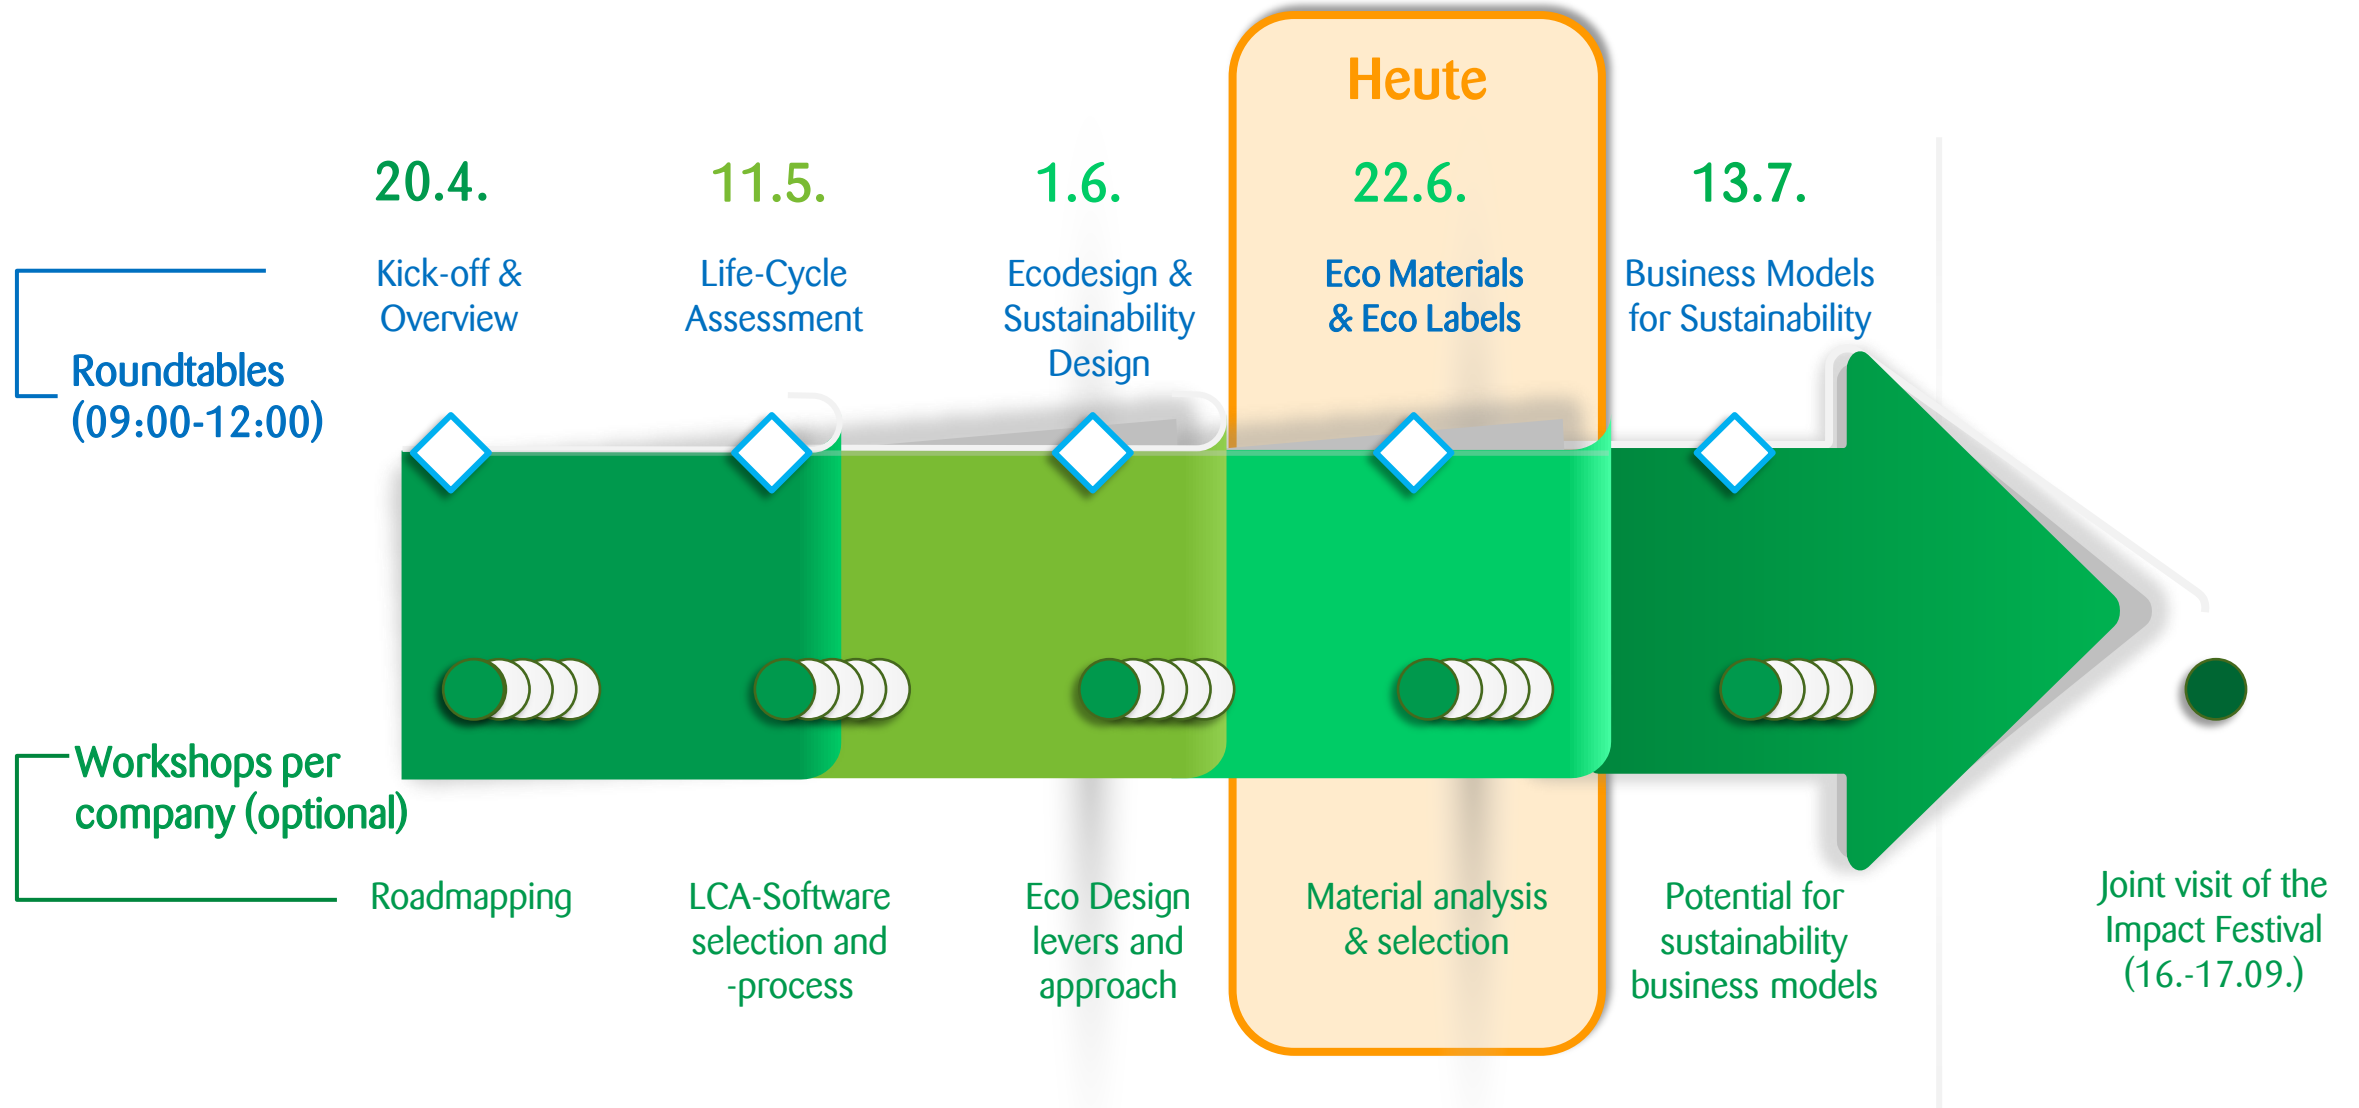 Heute
20.4.
11.5.
1.6.
22.6.
13.7.
Kick-off &
Overview
Life-Cycle
Assessment
Ecodesign &
Sustainability
Design
Eco Materials
& Eco Labels
Business Models
for Sustainability
Roundtables
(09:00-12:00)
Workshops per
company (optional)
Roadmapping
LCA-Software
selection and
-process
Eco Design
levers and
approach
Material analysis
& selection
Potential for
sustainability
business models
Joint visit of the
Impact Festival
(16.-17.09.)